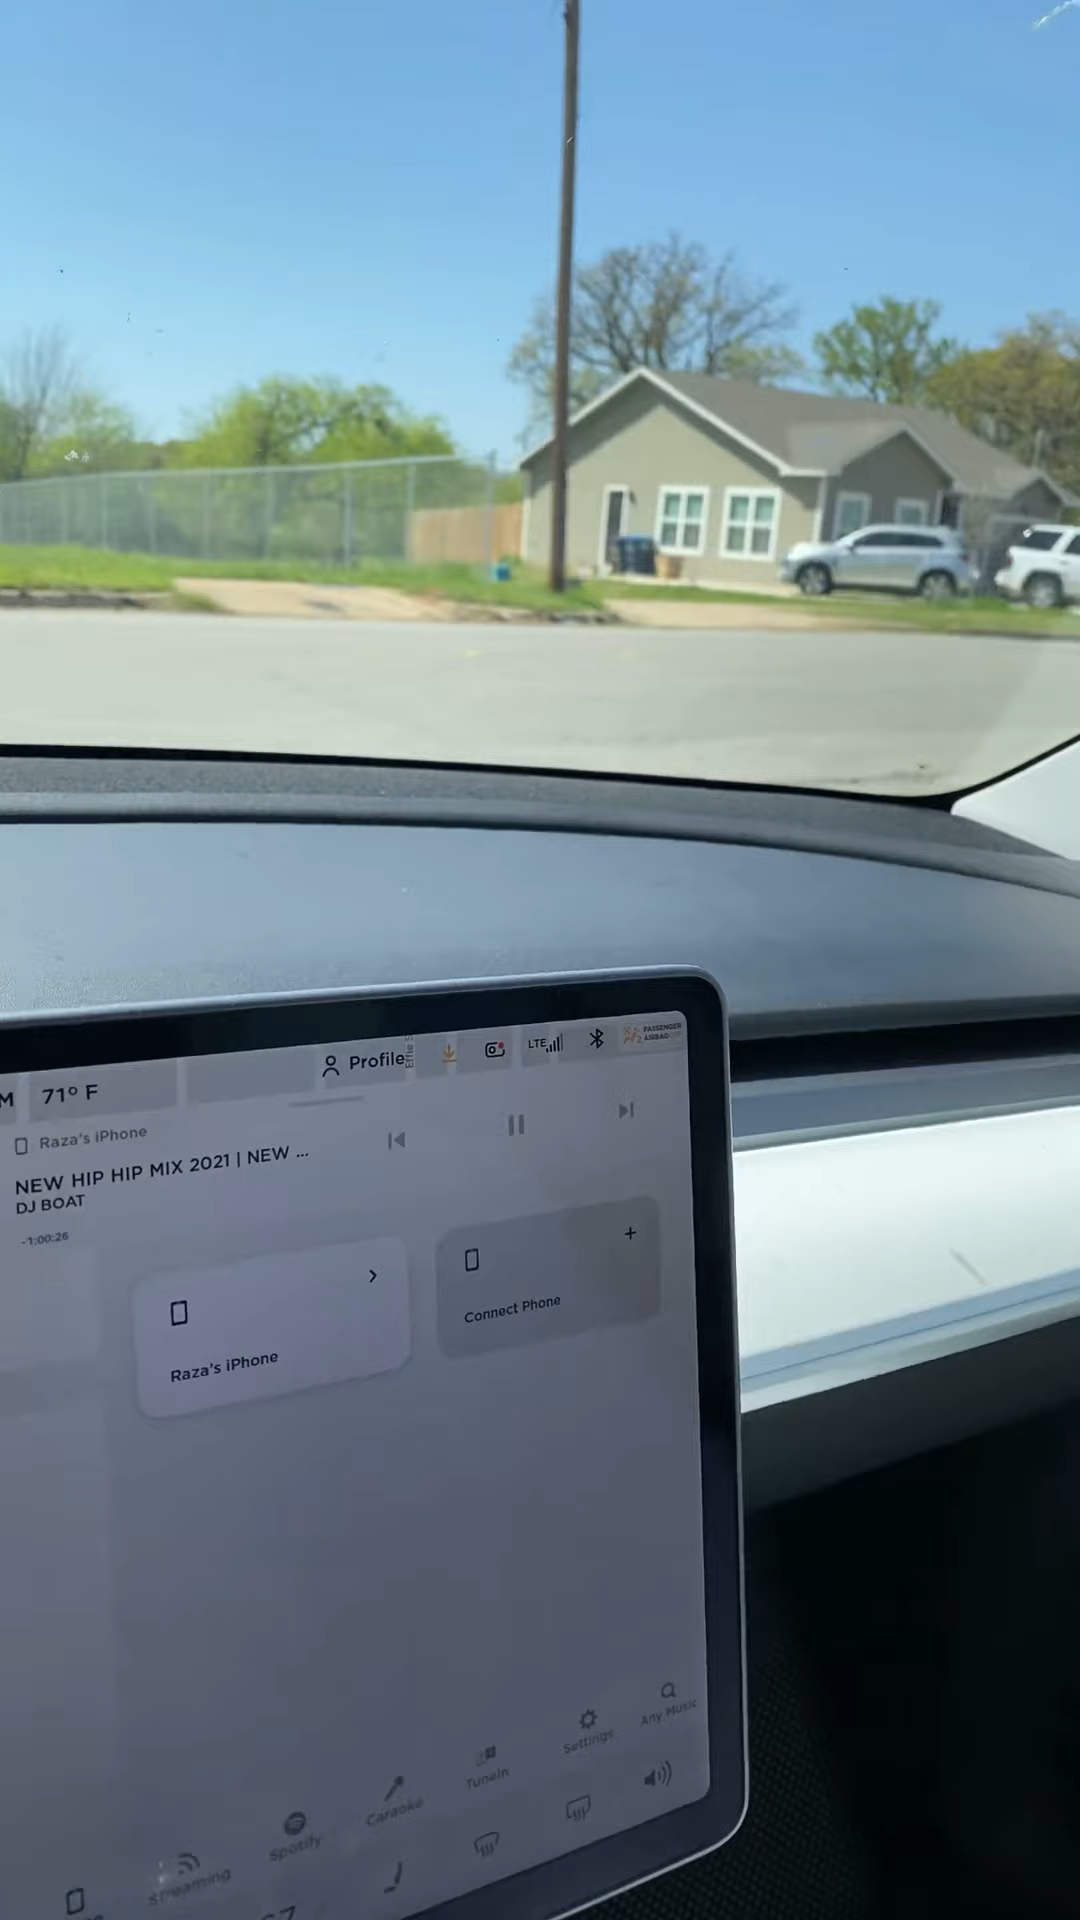 M 71° F Profile LTE PASSENGER
AIRBAG OFF
Raza's iPhone
NEW HIP HIP MIX 2021 | NEW ...
DJ BOAT
-1:00:26
Raza's iPhone
Connect Phone
Streaming
Spotify
Caraoke
TuneIn
Settings
Any Music